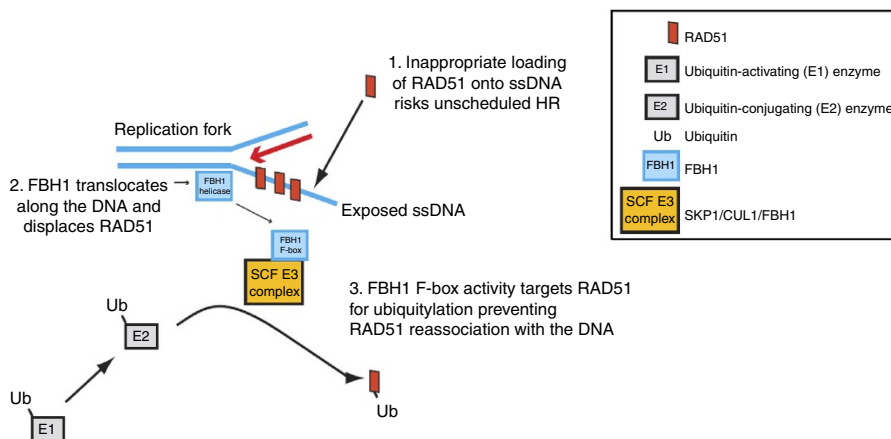 1. Inappropriate loading
of RAD51 onto ssDNA
risks unscheduled HR
Replication fork
2. FBH1 translocates
along the DNA and
displaces RAD51
FBH1
helicase
Exposed ssDNA
FBH1
F-box
SCF E3
complex
3. FBH1 F-box activity targets RAD51
for ubiquitylation preventing
RAD51 reassociation with the DNA
Ub
E2
Ub
E1
Ub
RAD51
E1 Ubiquitin-activating (E1) enzyme
E2 Ubiquitin-conjugating (E2) enzyme
Ub Ubiquitin
FBH1 FBH1
SCF E3
complex
SKP1/CUL1/FBH1